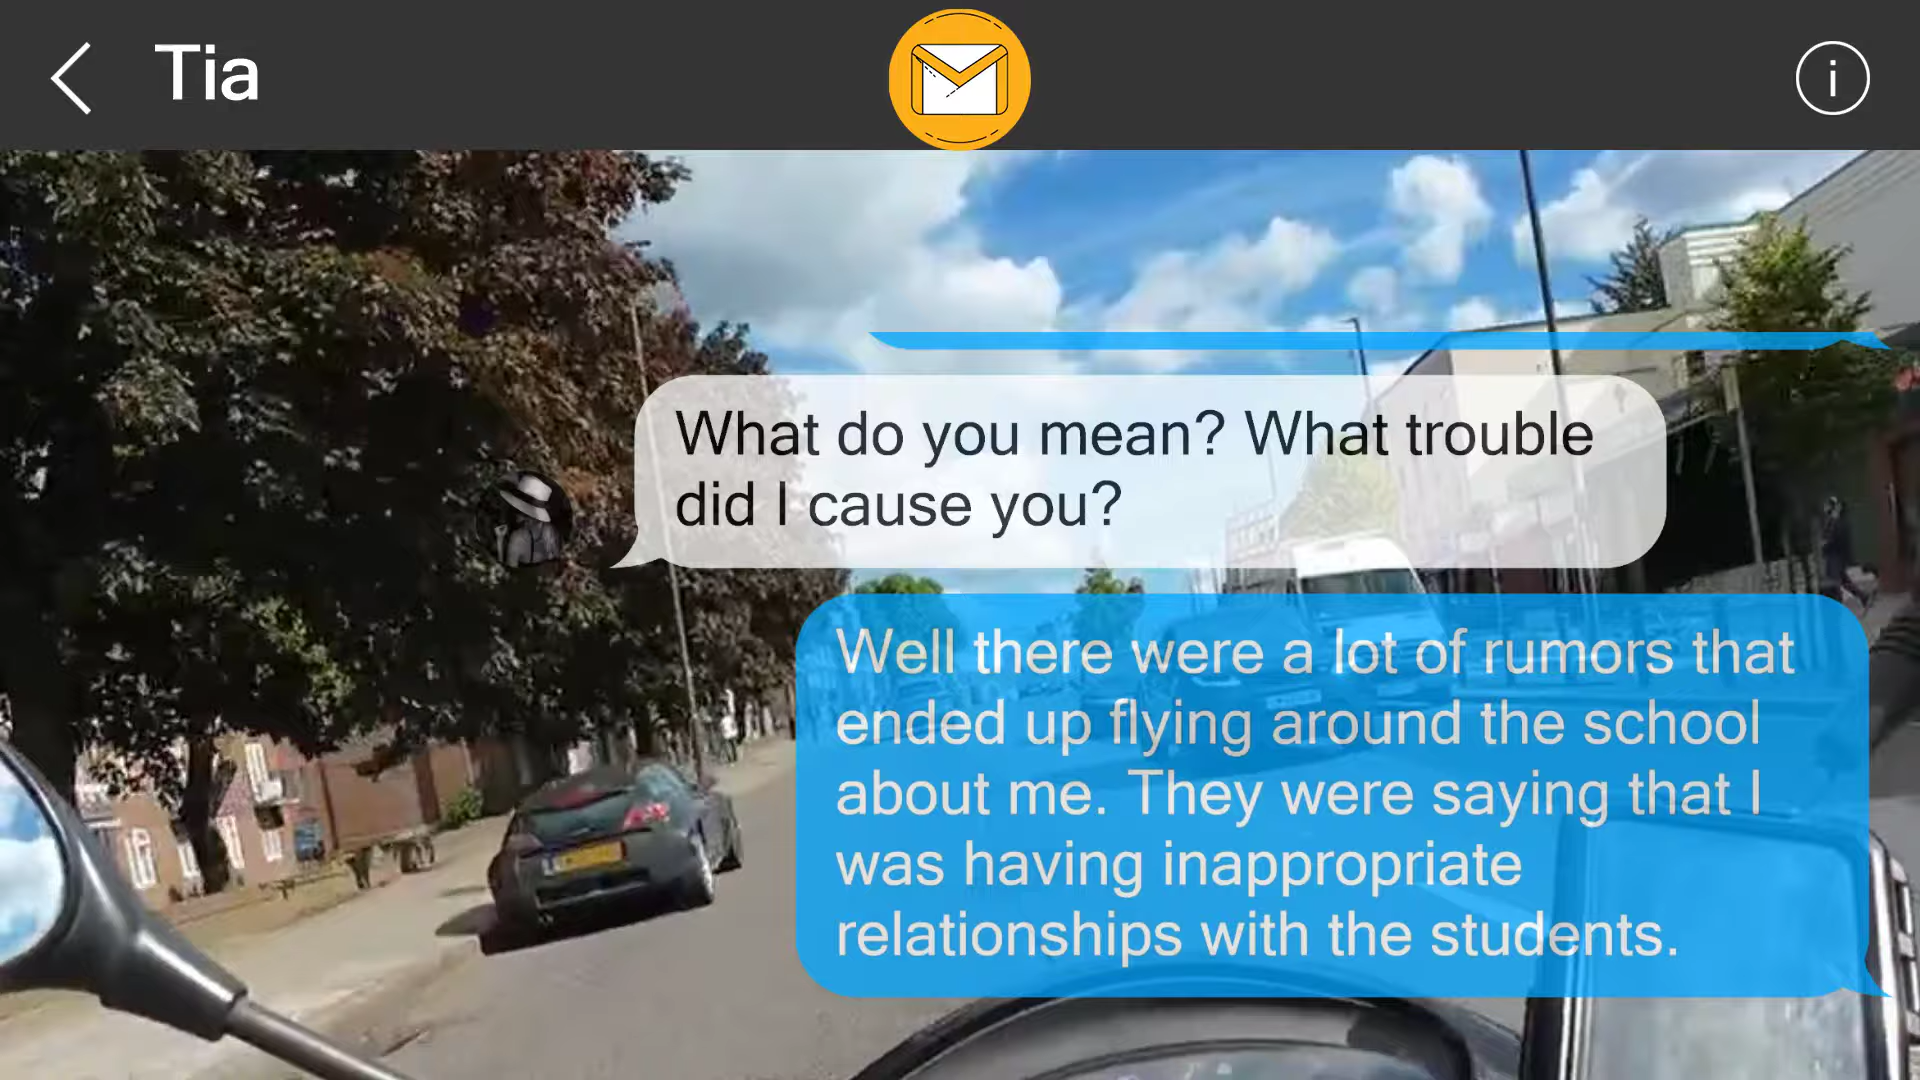 Tia
i
What do you mean? What trouble
did I cause you?
Well there were a lot of rumors that
ended up flying around the school
about me. They were saying that I
was having inappropriate
relationships with the students.